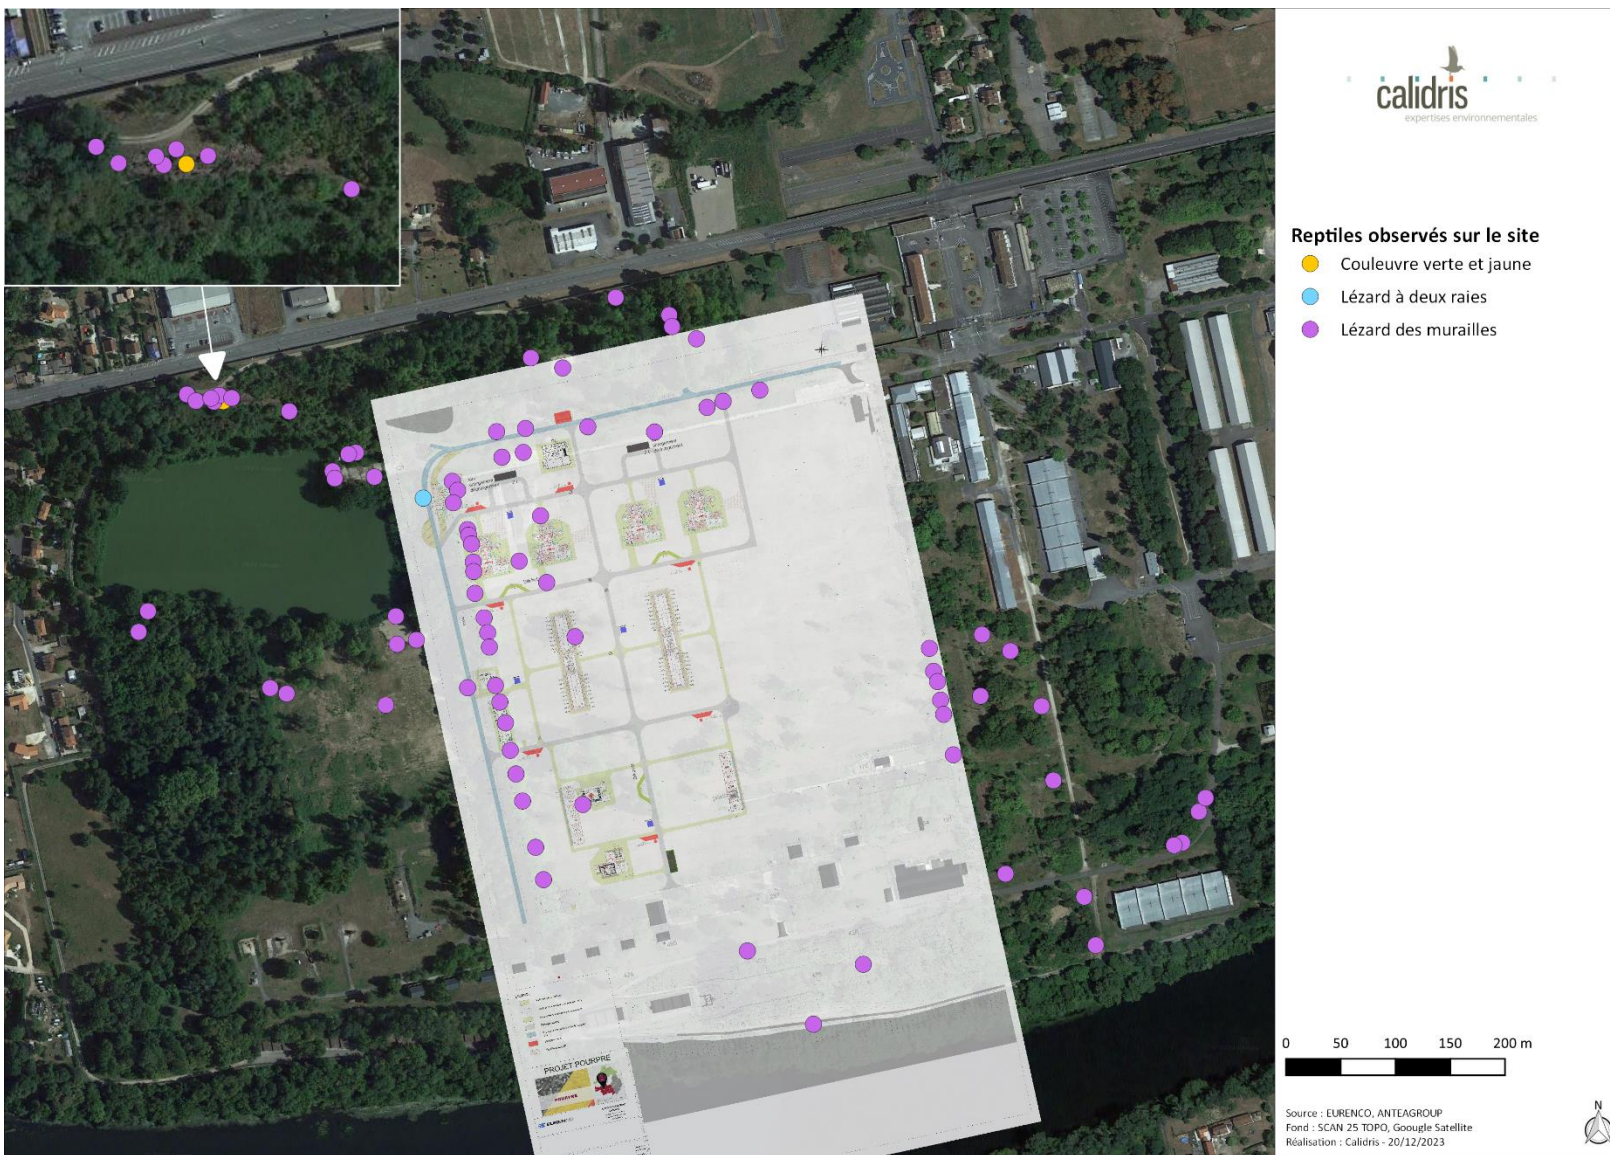 calidris
expertises environnementales
Reptiles observés sur le site
Couleuvre verte et jaune
Lézard à deux raies
Lézard des murailles
PROJET POURPRE
0 50 100 150 200 m
Source : EURENCO, ANTEAGROUP
Fond : SCAN 25 TOPO, Goougle Satellite
Réalisation : Calidris - 20/12/2023
N